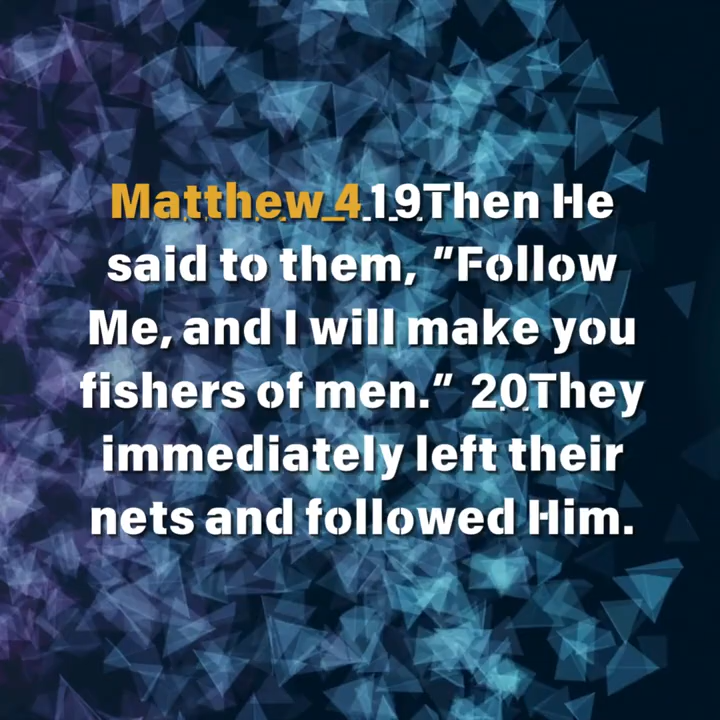 Matthew 4 19Then He
said to them, "Follow
Me, and I will make you
fishers of men." 20They
immediately left their
nets and followed Him.